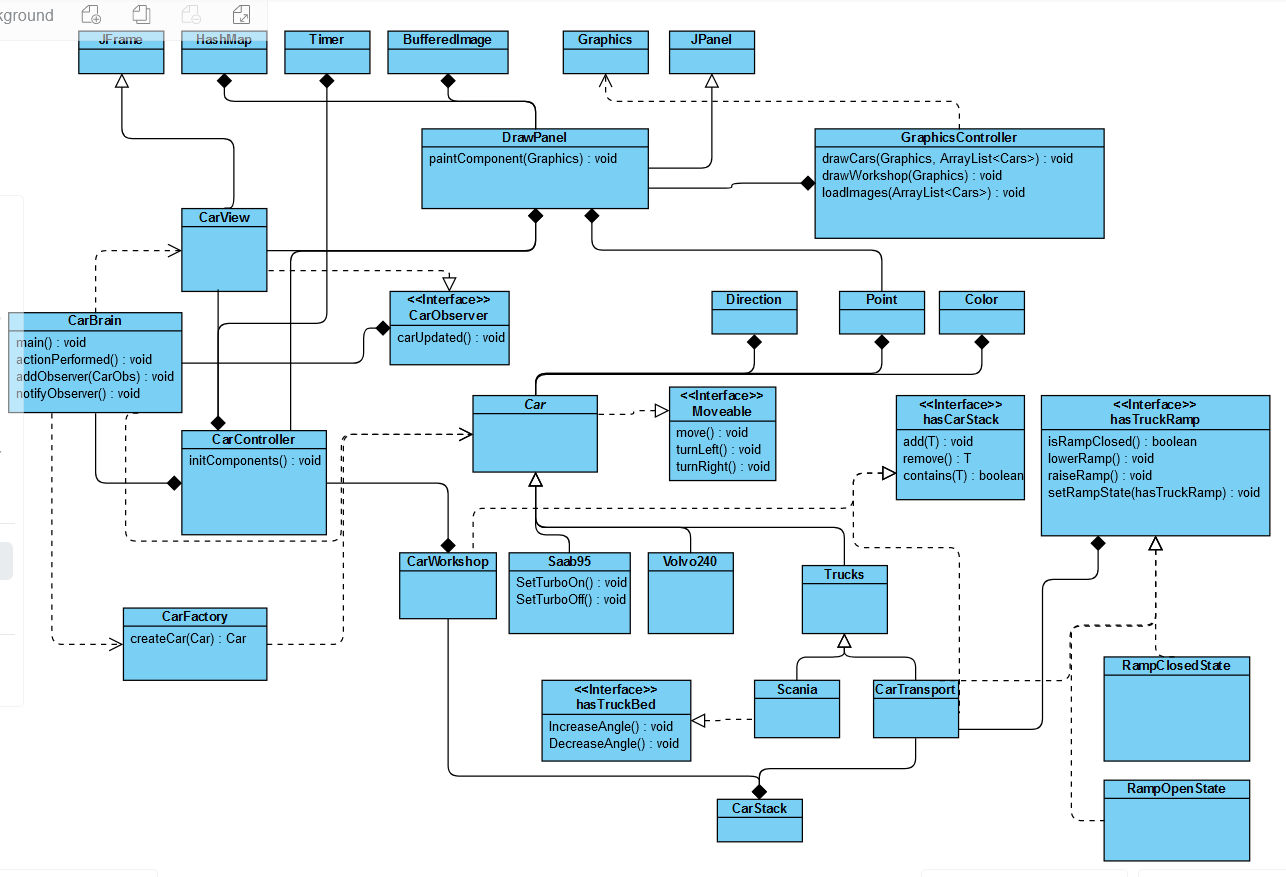 kground
JFrame
HashMap
Timer
BufferedImage
Graphics
JPanel
DrawPanel
paintComponent(Graphics) : void
GraphicsController
drawCars(Graphics, ArrayList<Cars>) : void
drawWorkshop(Graphics) : void
loadImages(ArrayList<Cars>) : void
CarView
<<Interface>>
CarObserver
carUpdated() : void
Direction
Point
Color
CarBrain
main() : void
actionPerformed() : void
addObserver(CarObs) : void
notifyObserver() : void
Car
<<Interface>>
Moveable
move() : void
turnLeft() : void
turnRight() : void
<<Interface>>
hasCarStack
add(T) : void
remove() : T
contains(T) : boolean
<<Interface>>
hasTruckRamp
isRampClosed() : boolean
lowerRamp() : void
raiseRamp() : void
setRampState(hasTruckRamp) : void
CarController
initComponents() : void
CarWorkshop
Saab95
SetTurboOn() : void
SetTurboOff() : void
Volvo240
Trucks
CarFactory
createCar(Car) : Car
<<Interface>>
hasTruckBed
IncreaseAngle() : void
DecreaseAngle() : void
Scania
CarTransport
RampClosedState
RampOpenState
CarStack